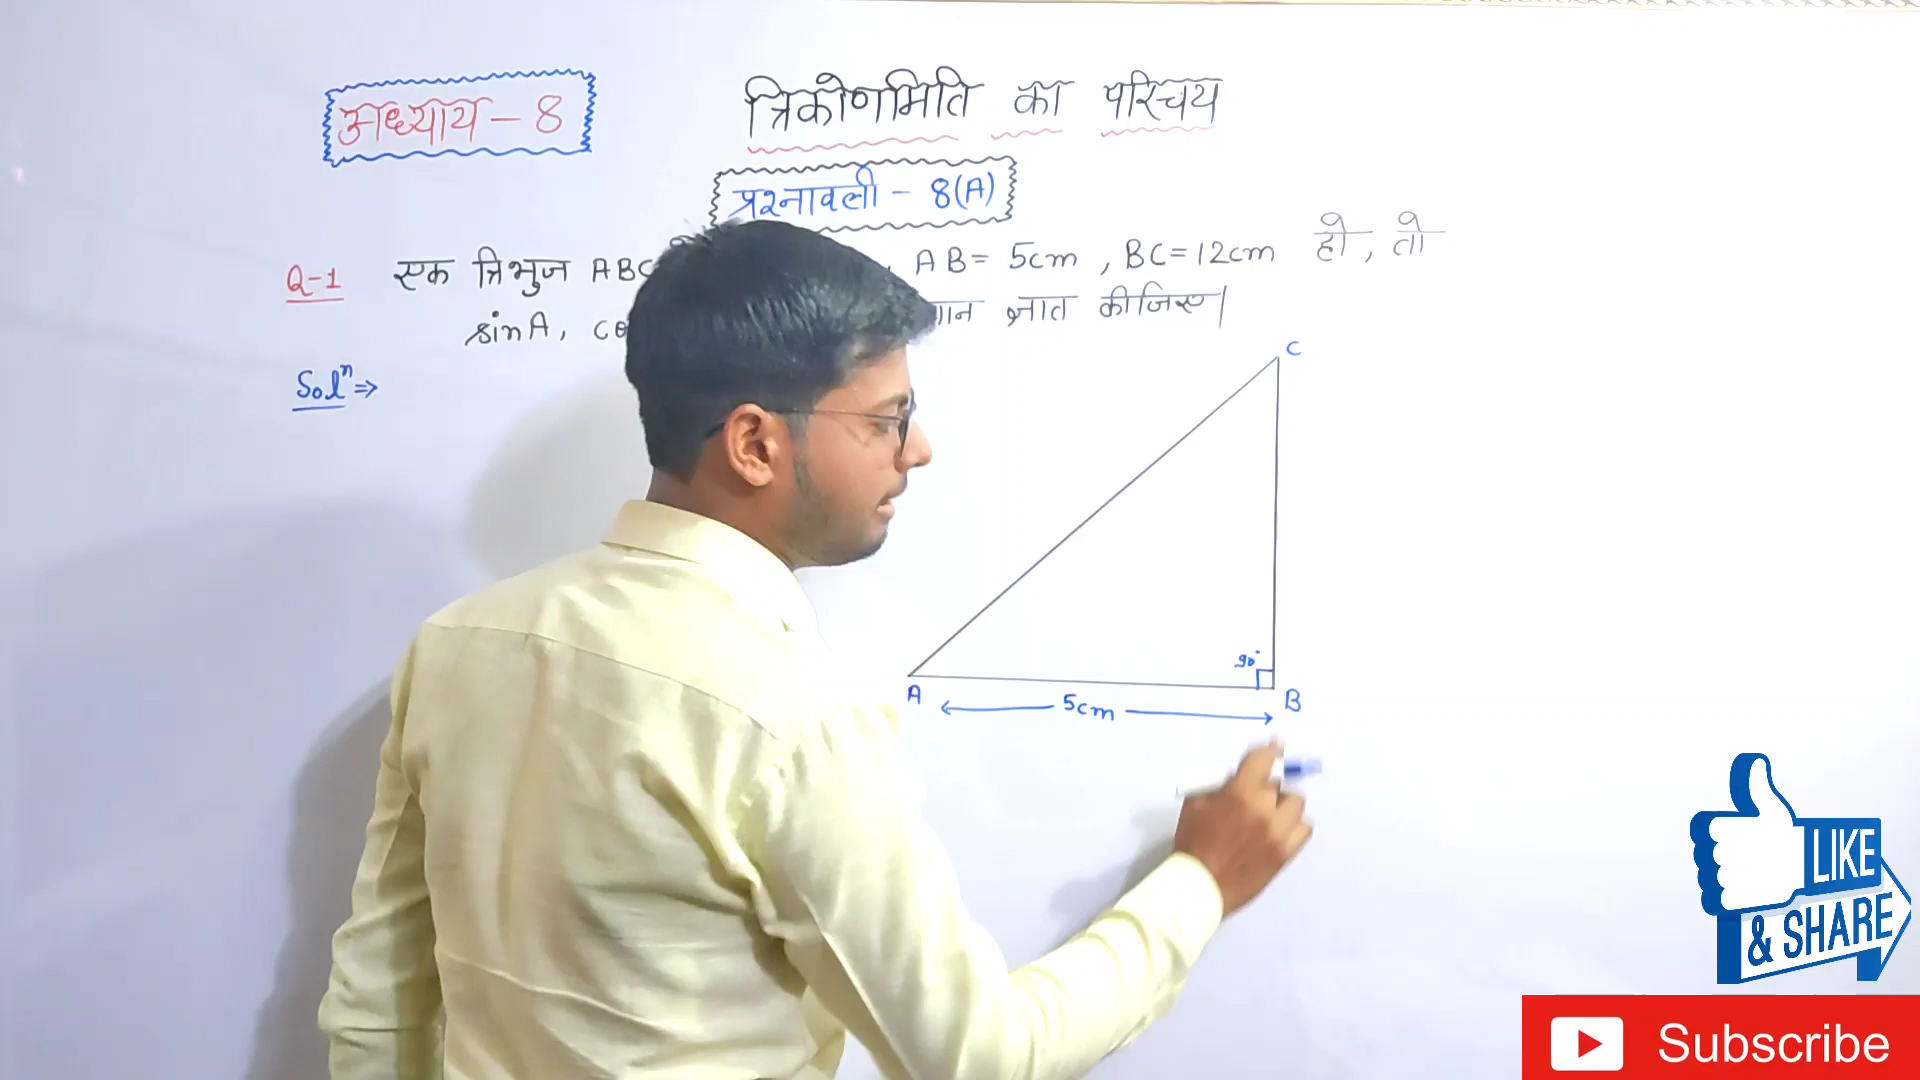 अध्याय – 8
त्रिकोणमिति का परिचय
प्रश्नावली – 8(A)
Q-1 एक त्रिभुज ABC , AB = 5cm , BC = 12cm हो , तो
sinA, मान ज्ञात कीजिए।
Solⁿ ⇒
C
90°
A
B
5cm
LIKE
& SHARE
Subscribe